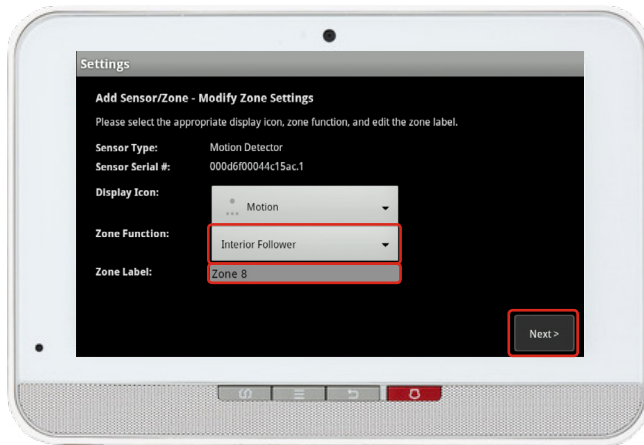 Settings
Add Sensor/Zone - Modify Zone Settings
Please select the appropriate display icon, zone function, and edit the zone label.
Sensor Type: Motion Detector
Sensor Serial #: 000d6f00044c15ac.1
Display Icon: Motion
Zone Function: Interior Follower
Zone Label: Zone 8
Next >